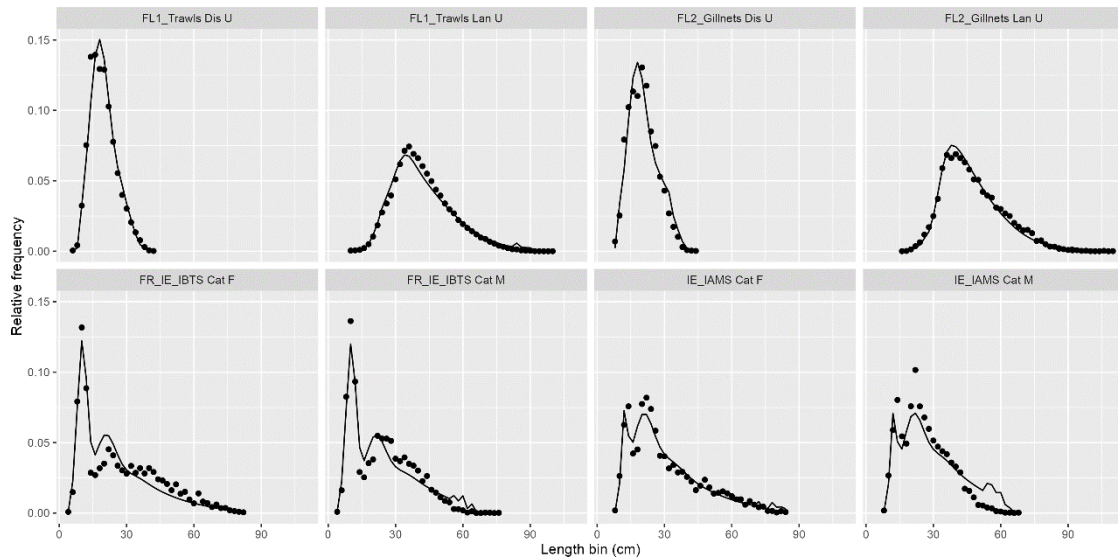 FL1_Trawls Dis U
FL1_Trawls Lan U
FL2_Gillnets Dis U
FL2_Gillnets Lan U
0.15
0.10
0.05
0.00
FR_IE_IBTS Cat F
FR_IE_IBTS Cat M
IE_IAMS Cat F
IE_IAMS Cat M
0.15
0.10
0.05
0.00
Relative frequency
0 30 60 90 0 30 60 90 0 30 60 90 0 30 60 90
Length bin (cm)